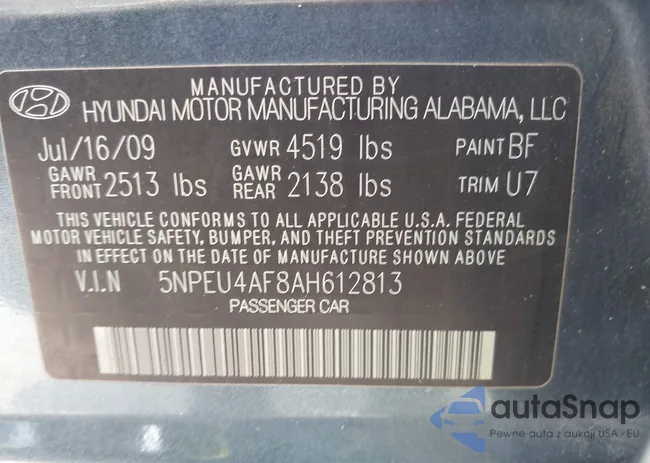 MANUFACTURED BY
HYUNDAI MOTOR MANUFACTURING ALABAMA, LLC
Jul/16/09 GVWR 4519 lbs PAINT BF
GAWR FRONT 2513 lbs GAWR REAR 2138 lbs TRIM U7
THIS VEHICLE CONFORMS TO ALL APPLICABLE U.S.A. FEDERAL
MOTOR VEHICLE SAFETY, BUMPER, AND THEFT PREVENTION STANDARDS
IN EFFECT ON THE DATE OF MANUFACTURE SHOWN ABOVE.
V.I.N 5NPEU4AF8AH612813
PASSENGER CAR
autaSnap
Pewne auta z aukcji USA i EU